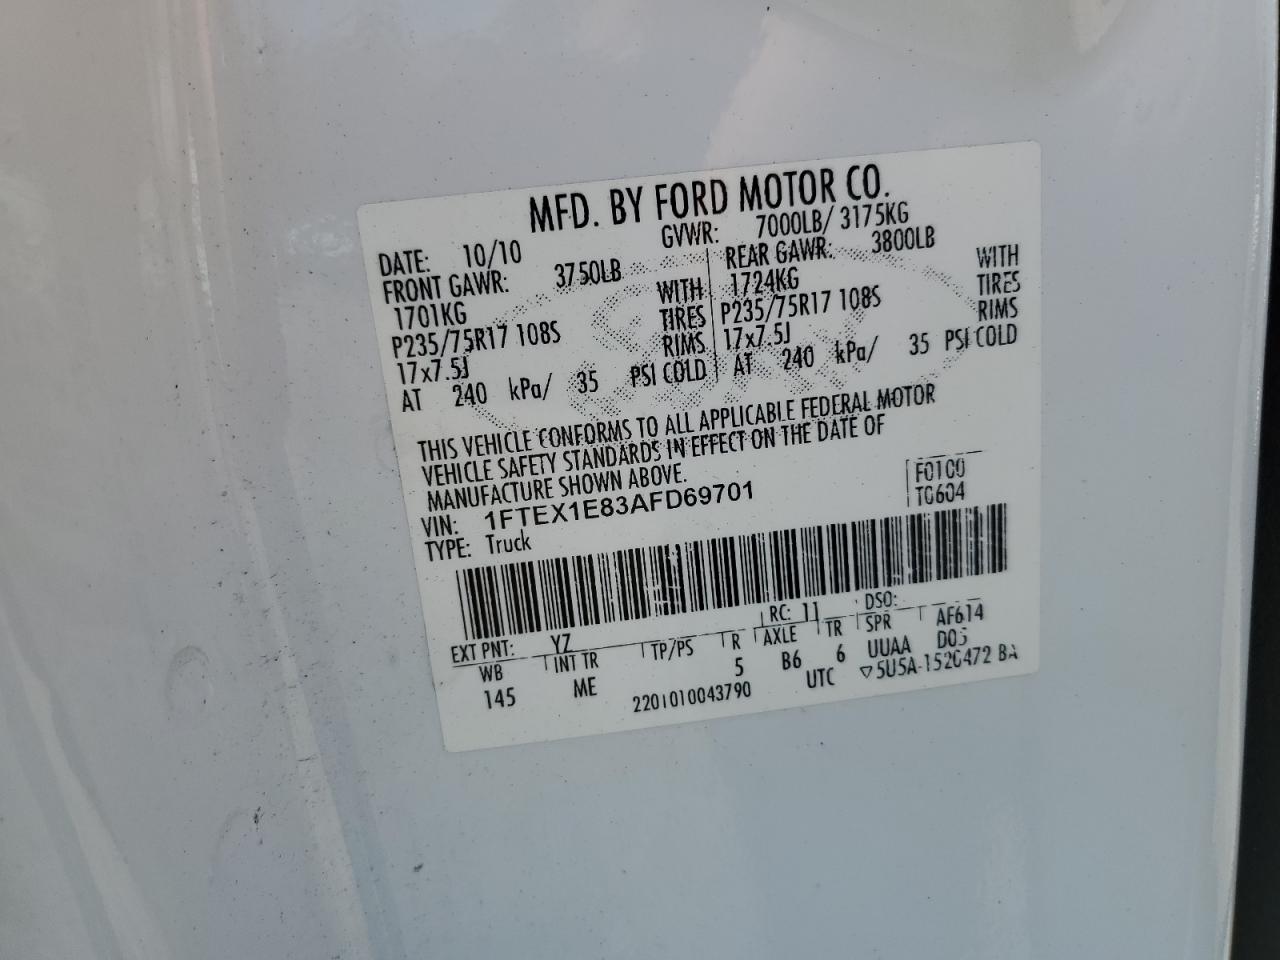 MFD. BY FORD MOTOR CO.
DATE: 10/10 GVWR: 7000LB/ 3175KG
FRONT GAWR: 3750LB REAR GAWR: 3800LB
1701KG WITH 1724KG WITH
P235/75R17 108S TIRES P235/75R17 108S TIRES
17x7.5J RIMS 17x7.5J RIMS
AT 240 kPa/ 35 PSI COLD AT 240 kPa/ 35 PSI COLD
THIS VEHICLE CONFORMS TO ALL APPLICABLE FEDERAL MOTOR
VEHICLE SAFETY STANDARDS IN EFFECT ON THE DATE OF
MANUFACTURE SHOWN ABOVE.
VIN: 1FTEX1E83AFD69701 F0100
TYPE: Truck T0604
EXT PNT: YZ RC: 11 DSO:
WB INT TR TP/PS R AXLE TR SPR AF614
145 ME 5 B6 6 UUAA
2201010043790 UTC ▽5U5A-1520472 BA